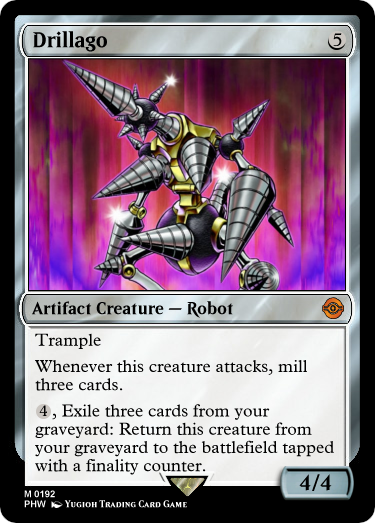 Drillago 5
Artifact Creature — Robot
Trample
Whenever this creature attacks, mill
three cards.
4, Exile three cards from your
graveyard: Return this creature from
your graveyard to the battlefield tapped
with a finality counter.
4/4
M 0192
PHW YUGIOH TRADING CARD GAME